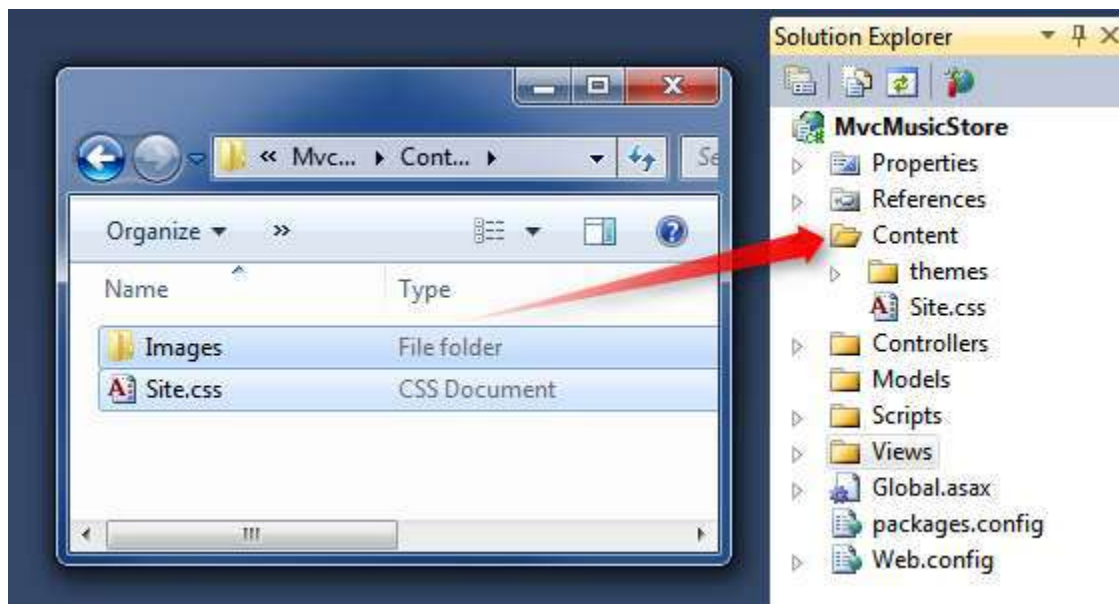 « Mvc... ▸ Cont... ▸
Se
Organize ▼ »
Name Type
Images File folder
Site.css CSS Document
Solution Explorer
MvcMusicStore
Properties
References
Content
themes
Site.css
Controllers
Models
Scripts
Views
Global.asax
packages.config
Web.config